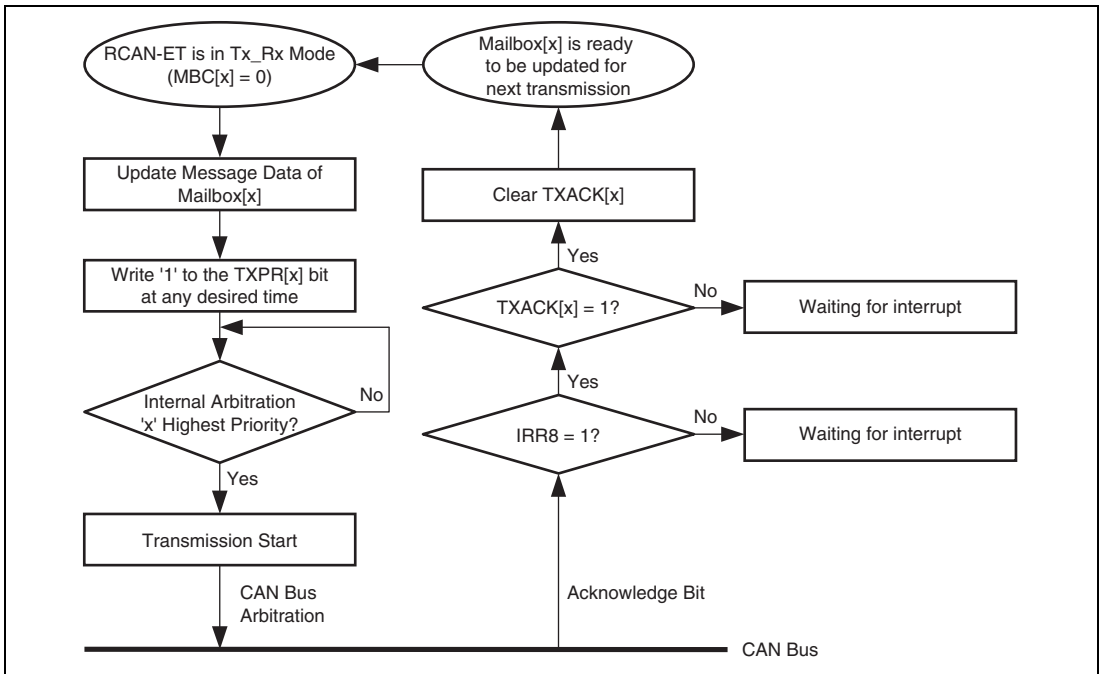 RCAN-ET is in Tx_Rx Mode
(MBC[x] = 0)
Update Message Data of
Mailbox[x]
Write '1' to the TXPR[x] bit
at any desired time
Internal Arbitration
'x' Highest Priority?
No
Yes
Transmission Start
CAN Bus
Arbitration
CAN Bus
Acknowledge Bit
IRR8 = 1?
No
Waiting for interrupt
Yes
TXACK[x] = 1?
No
Waiting for interrupt
Yes
Clear TXACK[x]
Mailbox[x] is ready
to be updated for
next transmission